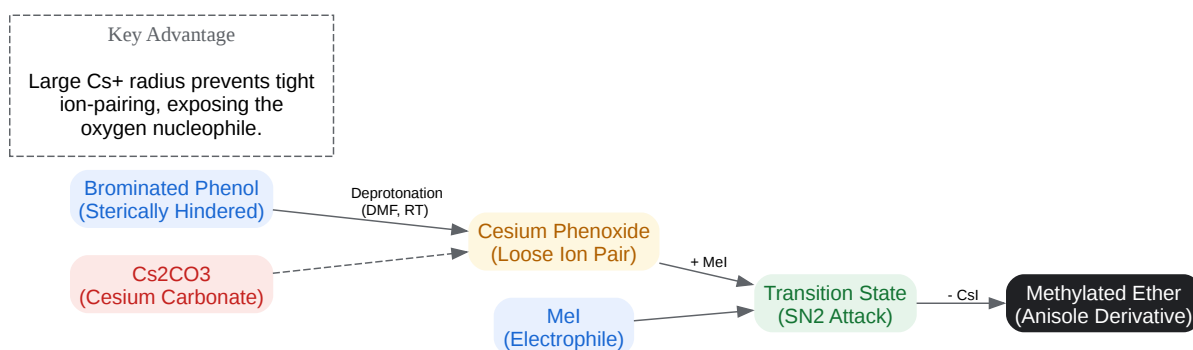 Key Advantage
Large Cs+ radius prevents tight
ion-pairing, exposing the
oxygen nucleophile.
Brominated Phenol
(Sterically Hindered)
Deprotonation
(DMF, RT)
Cs2CO3
(Cesium Carbonate)
Cesium Phenoxide
(Loose Ion Pair)
+ MeI
MeI
(Electrophile)
Transition State
(SN2 Attack)
- CsI
Methylated Ether
(Anisole Derivative)